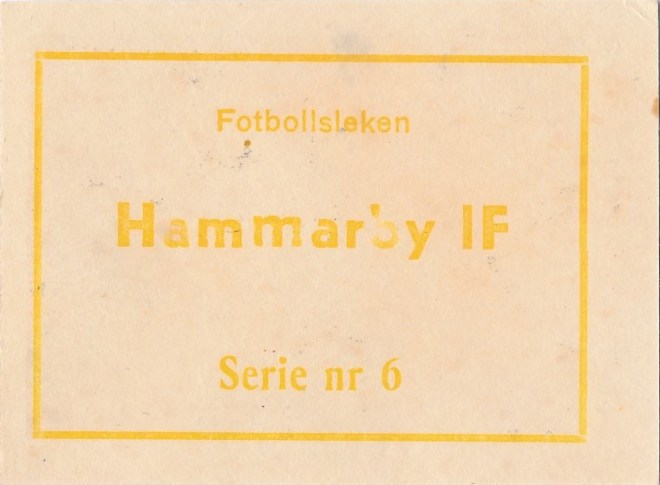 Fotbollsleken
Hammarby IF
Serie nr 6